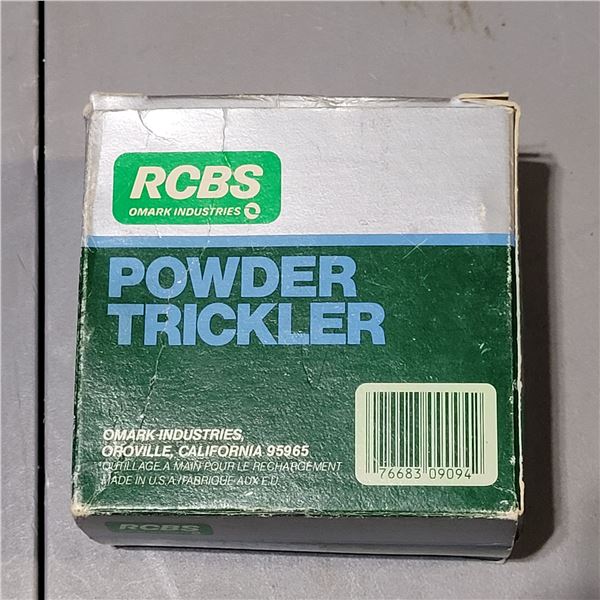 RCBS
OMARK INDUSTRIES
POWDER
TRICKLER
OMARK INDUSTRIES,
OROVILLE, CALIFORNIA 95965
OUTILLAGE A MAIN POUR LE RECHARGEMENT
MADE IN U.S.A./FABRIQUE AUX E.U.
76683 09094
RCBS